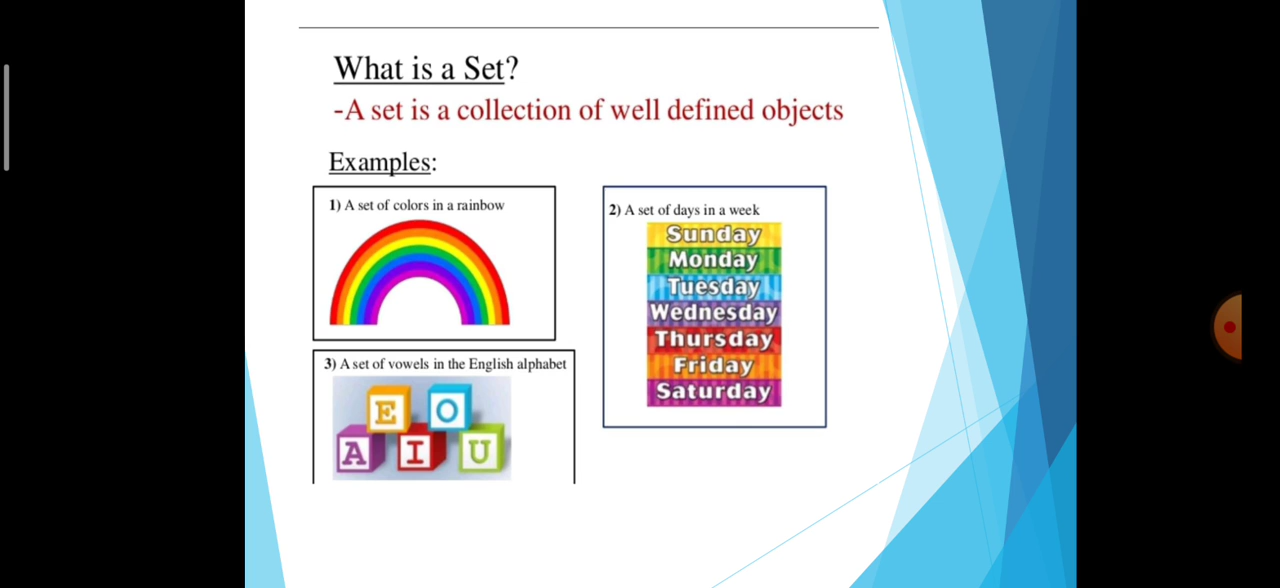 What is a Set?
-A set is a collection of well defined objects
Examples:
1) A set of colors in a rainbow
2) A set of days in a week
Sunday
Monday
Tuesday
Wednesday
Thursday
Friday
Saturday
3) A set of vowels in the English alphabet
E O
A I U